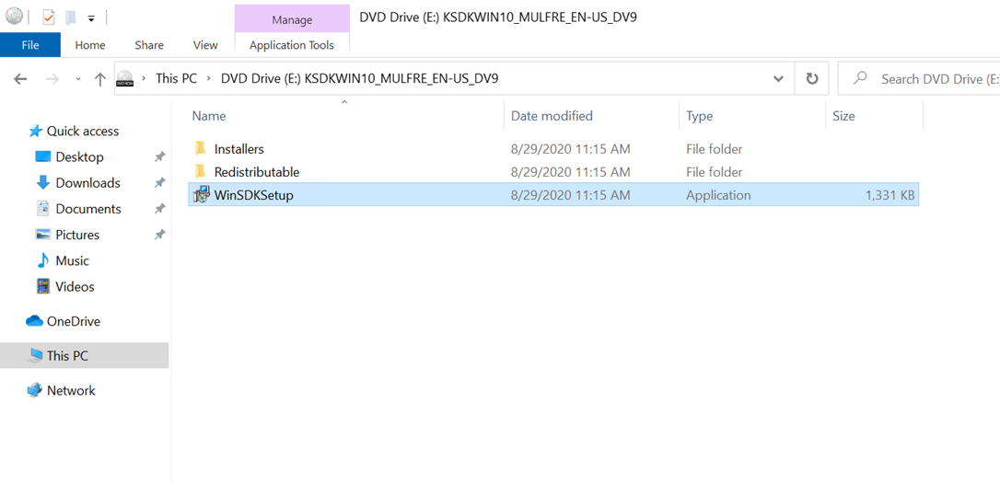 Manage
DVD Drive (E:) KSDKWIN10_MULFRE_EN-US_DV9
File Home Share View Application Tools
This PC › DVD Drive (E:) KSDKWIN10_MULFRE_EN-US_DV9
Search DVD Drive (E:
Name Date modified Type Size
Quick access
Desktop
Downloads
Documents
Pictures
Music
Videos
OneDrive
This PC
Network
Installers 8/29/2020 11:15 AM File folder
Redistributable 8/29/2020 11:15 AM File folder
WinSDKSetup 8/29/2020 11:15 AM Application 1,331 KB